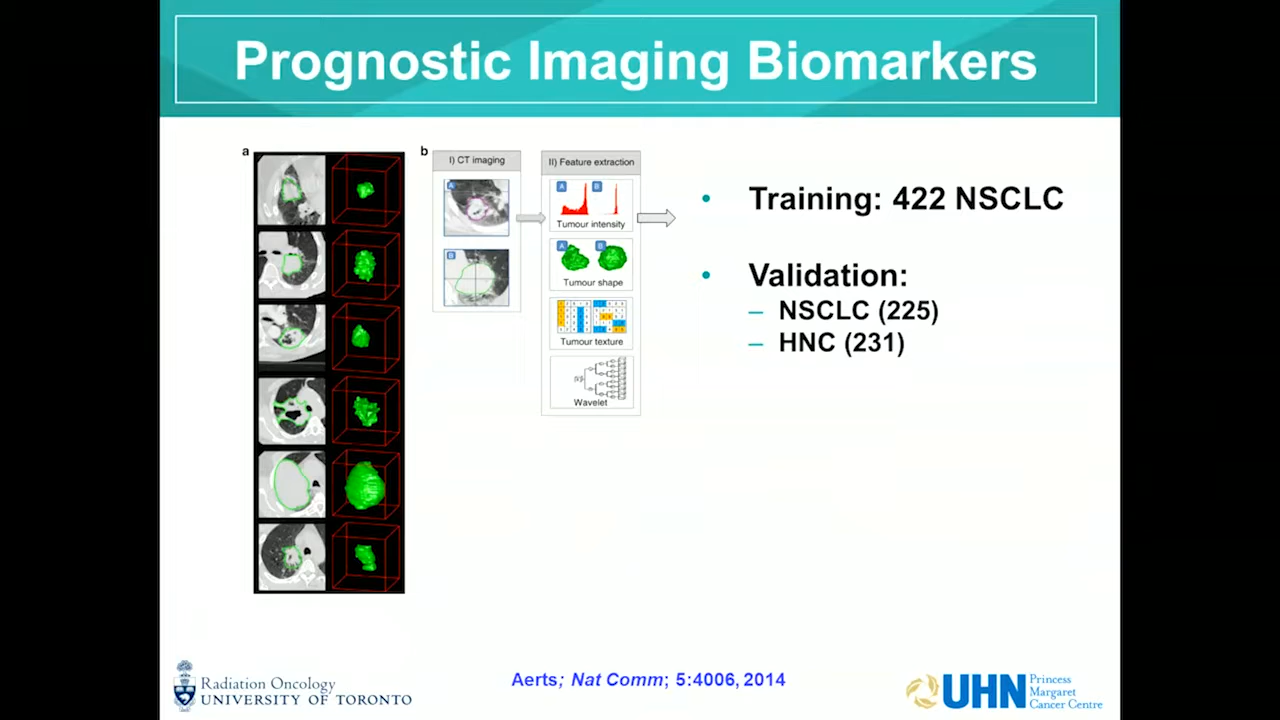 Prognostic Imaging Biomarkers
a
b
I) CT imaging
A
B
II) Feature extraction
A B
Tumour intensity
A B
Tumour shape
Tumour texture
Wavelet
• Training: 422 NSCLC
• Validation:
– NSCLC (225)
– HNC (231)
Radiation Oncology
UNIVERSITY OF TORONTO
Aerts; Nat Comm; 5:4006, 2014
UHN
Princess
Margaret
Cancer Centre